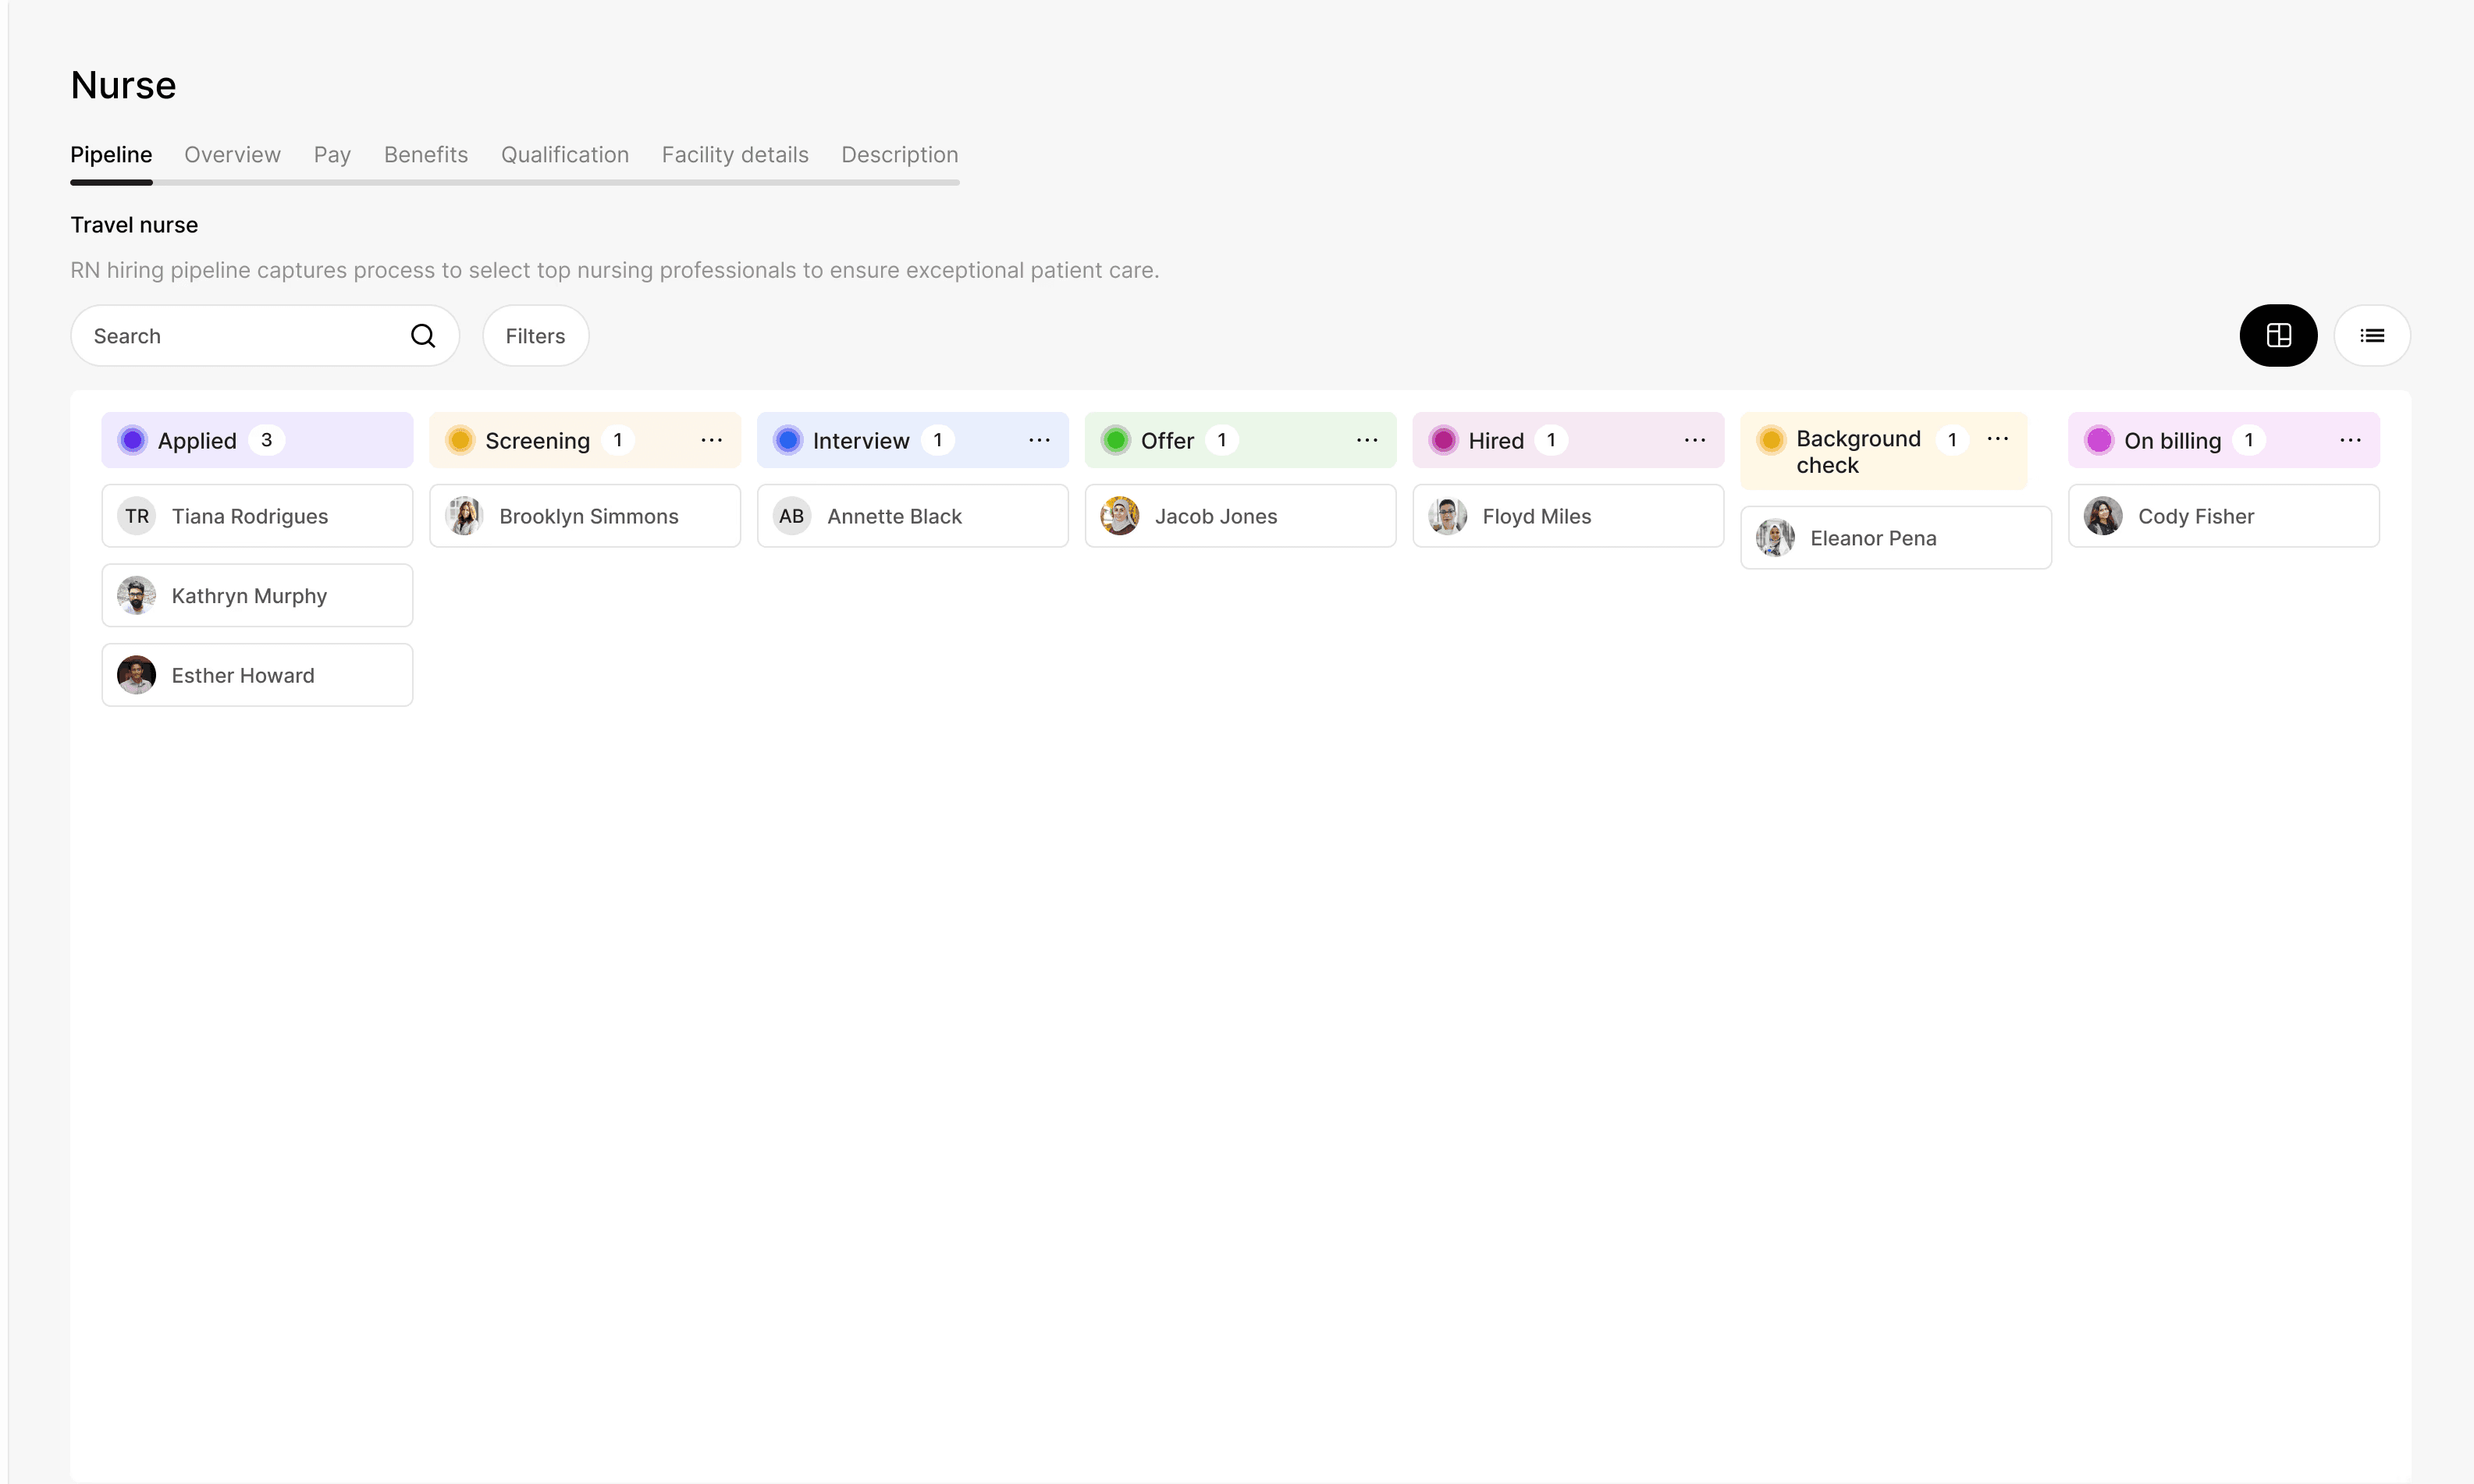 Nurse
Pipeline Overview Pay Benefits Qualification Facility details Description
Travel nurse
RN hiring pipeline captures process to select top nursing professionals to ensure exceptional patient care.
Search Filters
Applied 3
TR Tiana Rodrigues
Kathryn Murphy
Esther Howard
Screening 1 ...
Brooklyn Simmons
Interview 1 ...
AB Annette Black
Offer 1 ...
Jacob Jones
Hired 1 ...
Floyd Miles
Background 1 ...
check
Eleanor Pena
On billing 1 ...
Cody Fisher